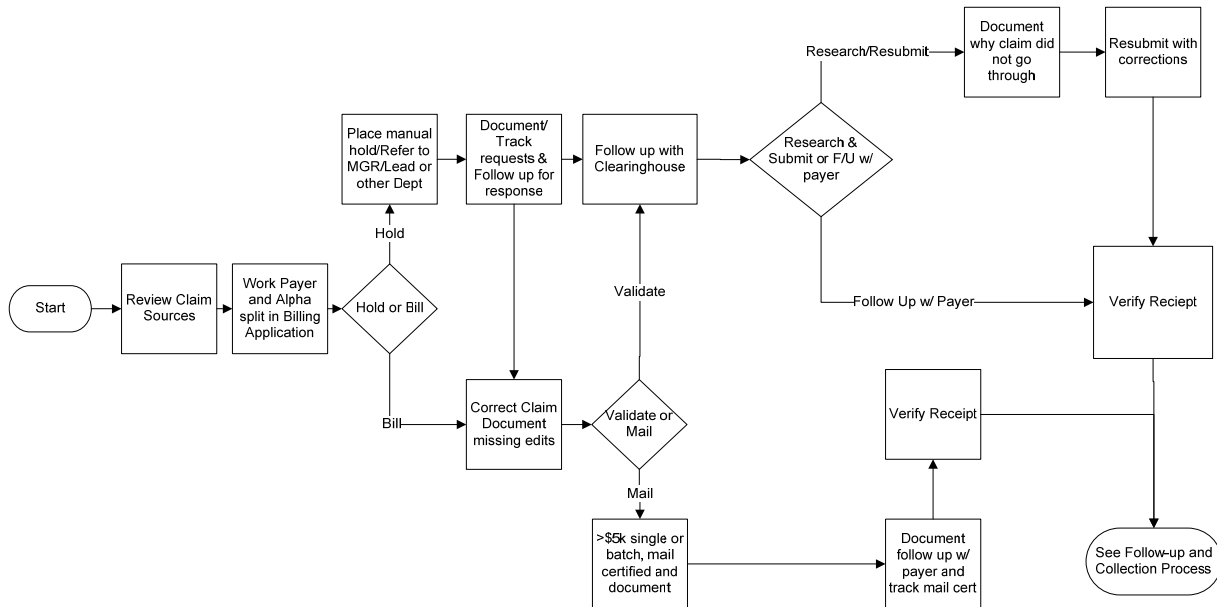 Research/Resubmit
Document
why claim did
not go
through
Resubmit with
corrections
Place manual
hold/Refer to
MGR/Lead or
other Dept
Document/
Track
requests &
Follow up for
response
Follow up with
Clearinghouse
Research &
Submit or F/U w/
payer
Hold
Start
Review Claim
Sources
Work Payer
and Alpha
split in Billing
Application
Hold or Bill
Validate
Follow Up w/ Payer
Verify Reciept
Bill
Correct Claim
Document
missing edits
Validate or
Mail
Verify Receipt
Mail
>$5k single or
batch, mail
certified and
document
Document
follow up w/
payer and
track mail cert
See Follow-up and
Collection Process